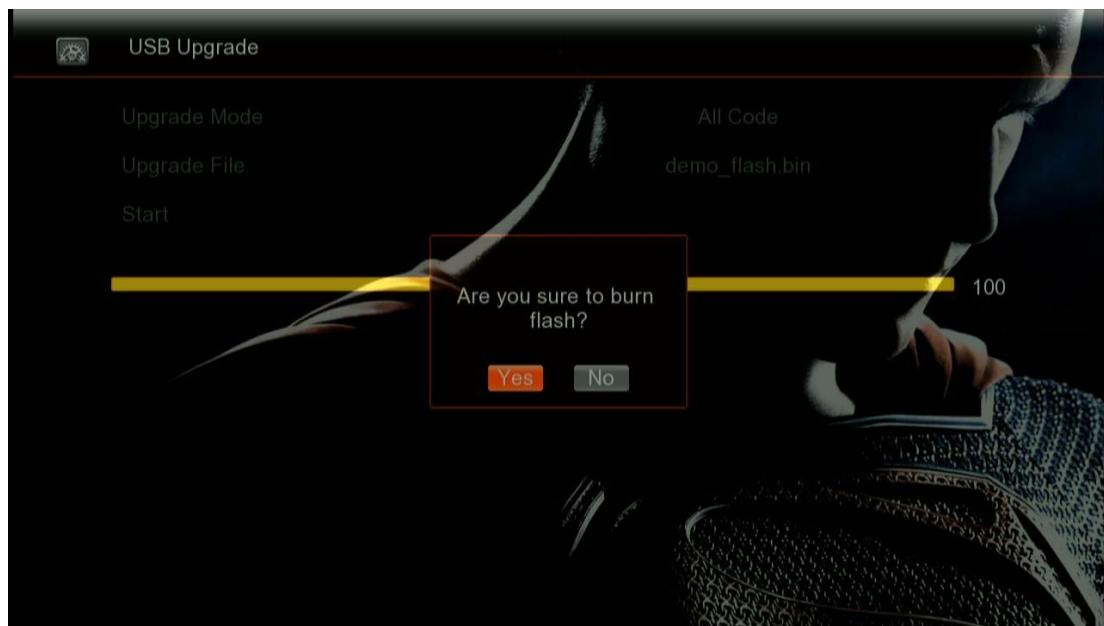 USB Upgrade
Upgrade Mode All Code
Upgrade File demo_flash.bin
Start
100
Are you sure to burn
flash?
Yes No